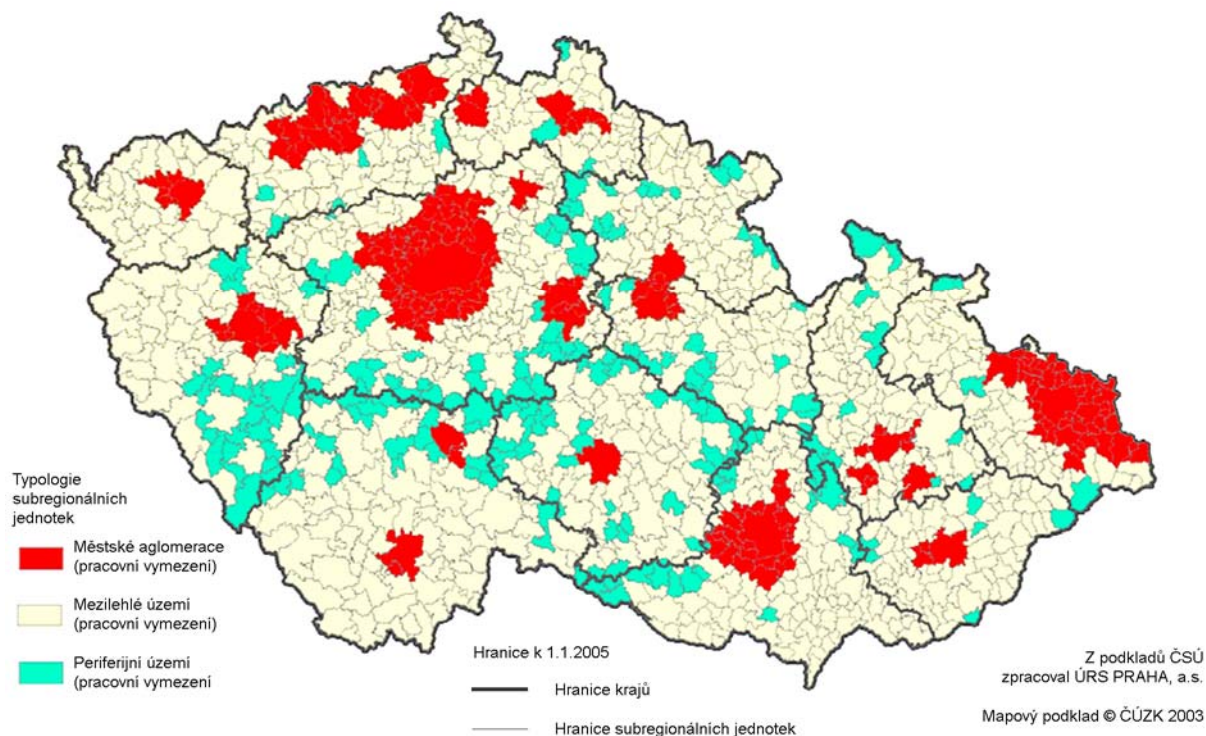 Typologie
subregionálních
jednotek
Městské aglomerace
(pracovní vymezení)
Mezilehlé území
(pracovní vymezení)
Periferijní území
(pracovní vymezení
Hranice k 1.1.2005
Hranice krajů
Hranice subregionálních jednotek
Z podkladů ČSÚ
zpracoval ÚRS PRAHA, a.s.
Mapový podklad © ČÚZK 2003